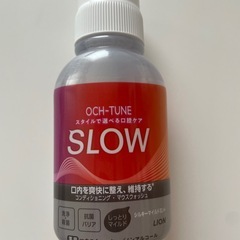 OCH-TUNE
スタイルで選べる口腔ケア
SLOW
口内を爽快に整え、維持する*
コンディショニング・マウスウォッシュ
洗浄
抗菌
バリア
しっとり
マイルド
LION